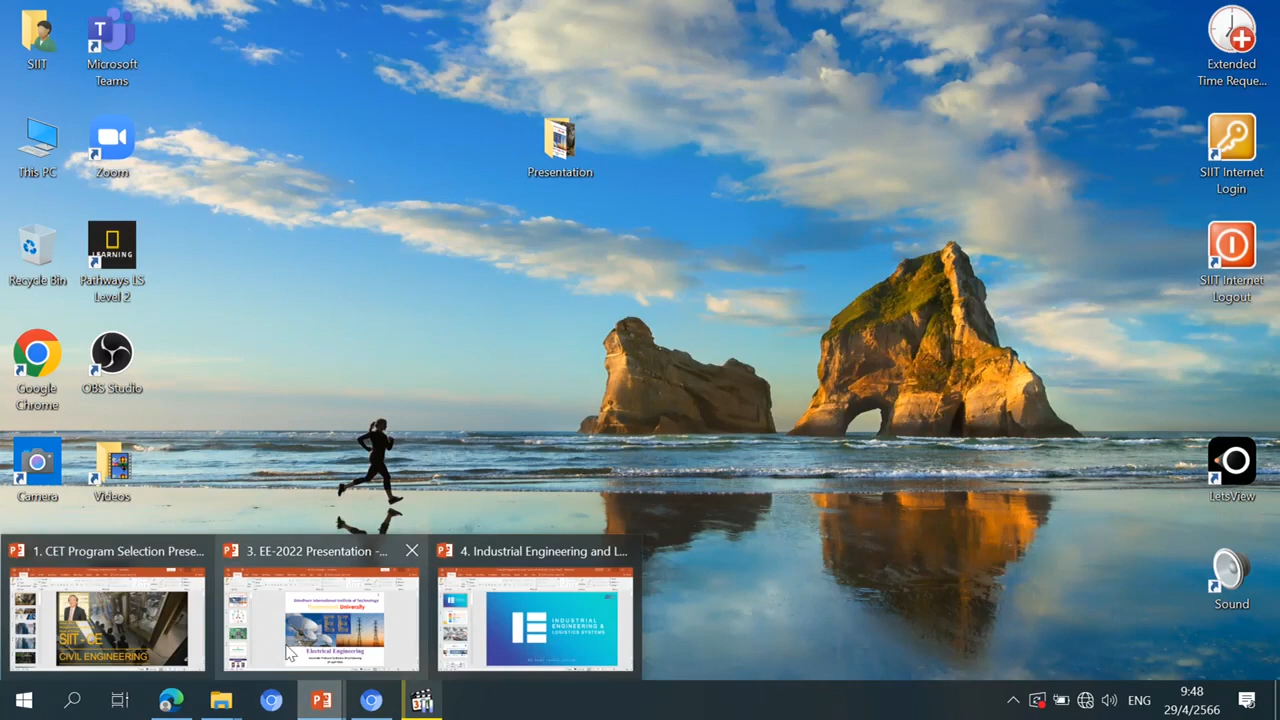 SIIT
Microsoft
Teams
Extended
Time Reque...
This PC
Zoom
Presentation
SIIT Internet
Login
LEARNING
Recycle Bin
Pathways LS
Level 2
SIIT Internet
Logout
Google
Chrome
OBS Studio
Camera
Videos
LetsView
Sound
1. CET Program Selection Prese...
3. EE-2022 Presentation -...
4. Industrial Engineering and L...
SIIT - CE
CIVIL ENGINEERING
Sirindhorn International Institute of Technology
Thammasat University
EE
Electrical Engineering
INDUSTRIAL
ENGINEERING &
LOGISTICS SYSTEMS
ENG
9:48
29/4/2566